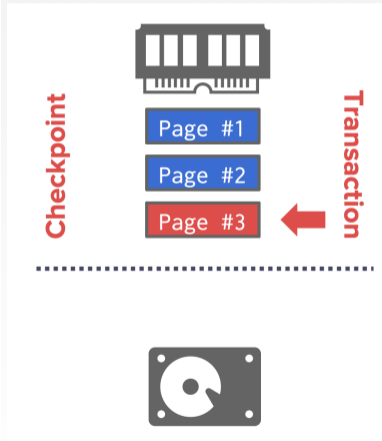 Checkpoint
Page #1
Page #2
Page #3
Transaction